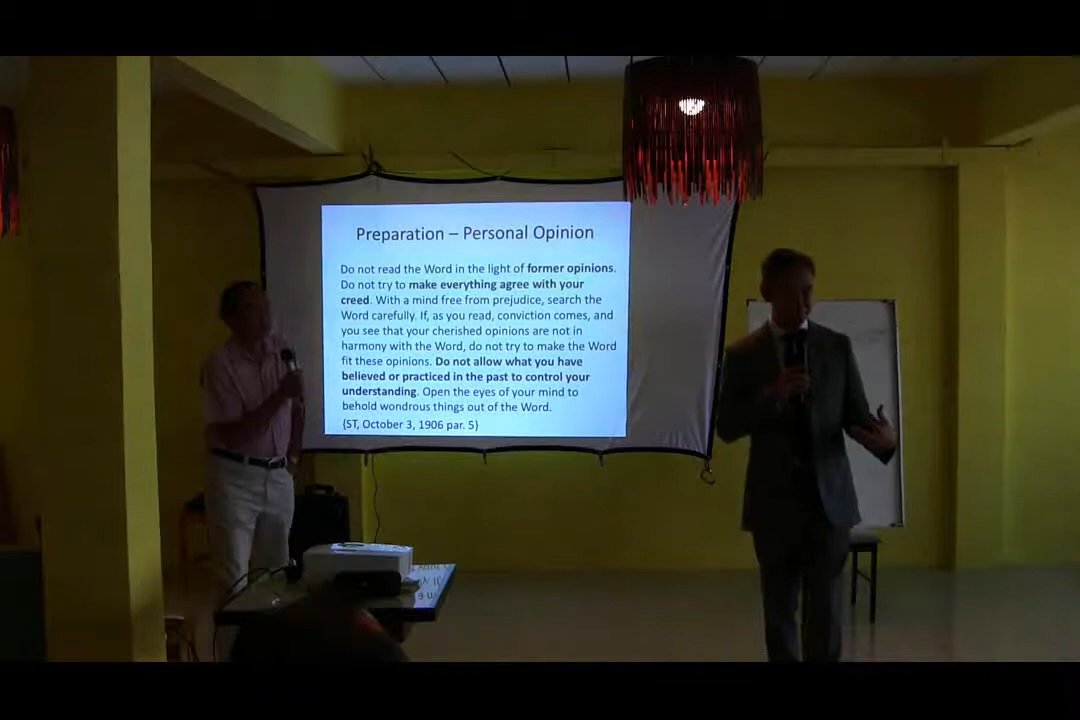 Preparation – Personal Opinion
Do not read the Word in the light of former opinions.
Do not try to make everything agree with your
creed. With a mind free from prejudice, search the
Word carefully. If, as you read, conviction comes, and
you see that your cherished opinions are not in
harmony with the Word, do not try to make the Word
fit these opinions. Do not allow what you have
believed or practiced in the past to control your
understanding. Open the eyes of your mind to
behold wondrous things out of the Word.
{ST, October 3, 1906 par. 5}